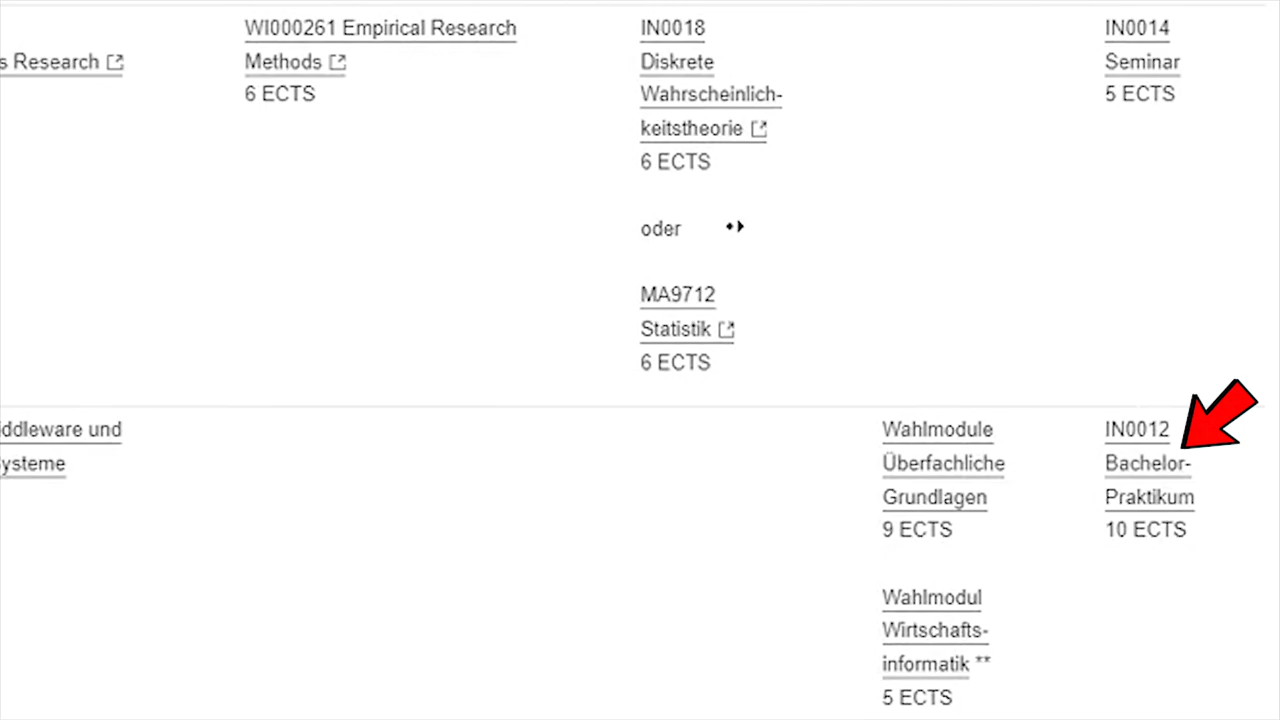 s Research
WI000261 Empirical Research
Methods
6 ECTS
IN0018
Diskrete
Wahrscheinlich-
keitstheorie
6 ECTS
oder
MA9712
Statistik
6 ECTS
IN0014
Seminar
5 ECTS
iddleware und
ysteme
Wahlmodule
Überfachliche
Grundlagen
9 ECTS
Wahlmodul
Wirtschafts-
informatik **
5 ECTS
IN0012
Bachelor-
Praktikum
10 ECTS